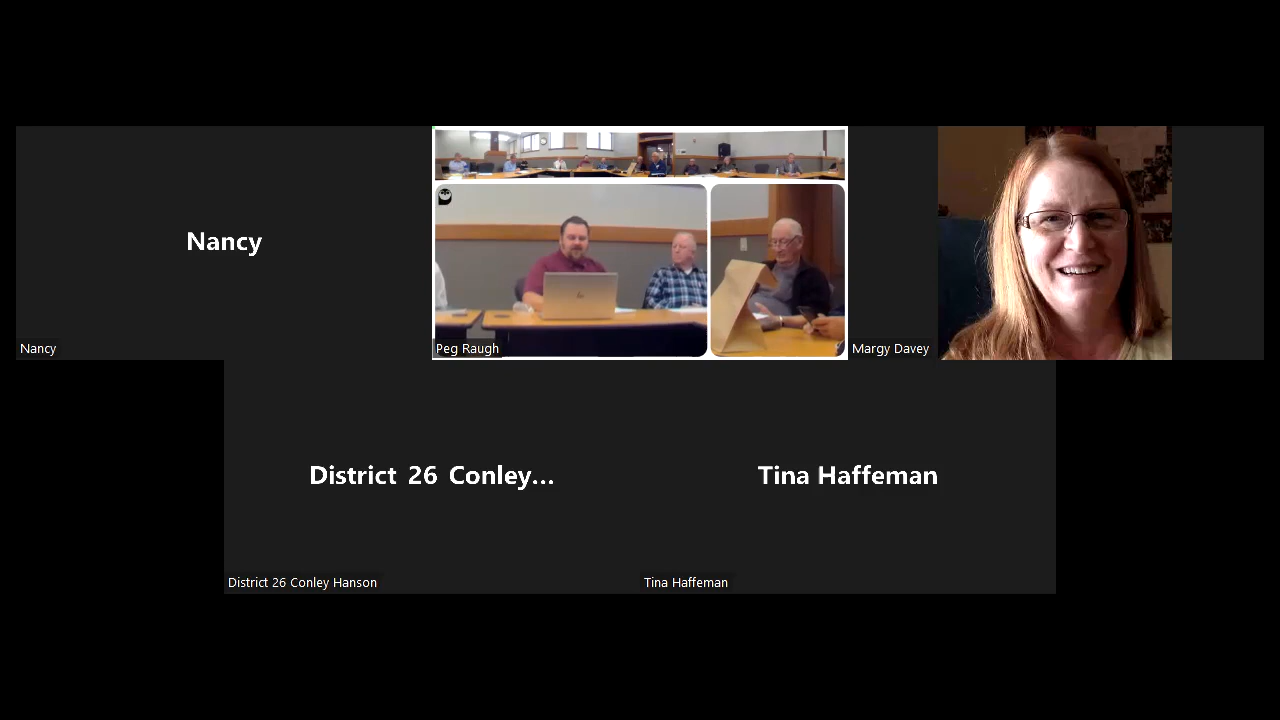 Nancy
Nancy
Peg Raugh
Margy Davey
District 26 Conley...
Tina Haffeman
District 26 Conley Hanson
Tina Haffeman